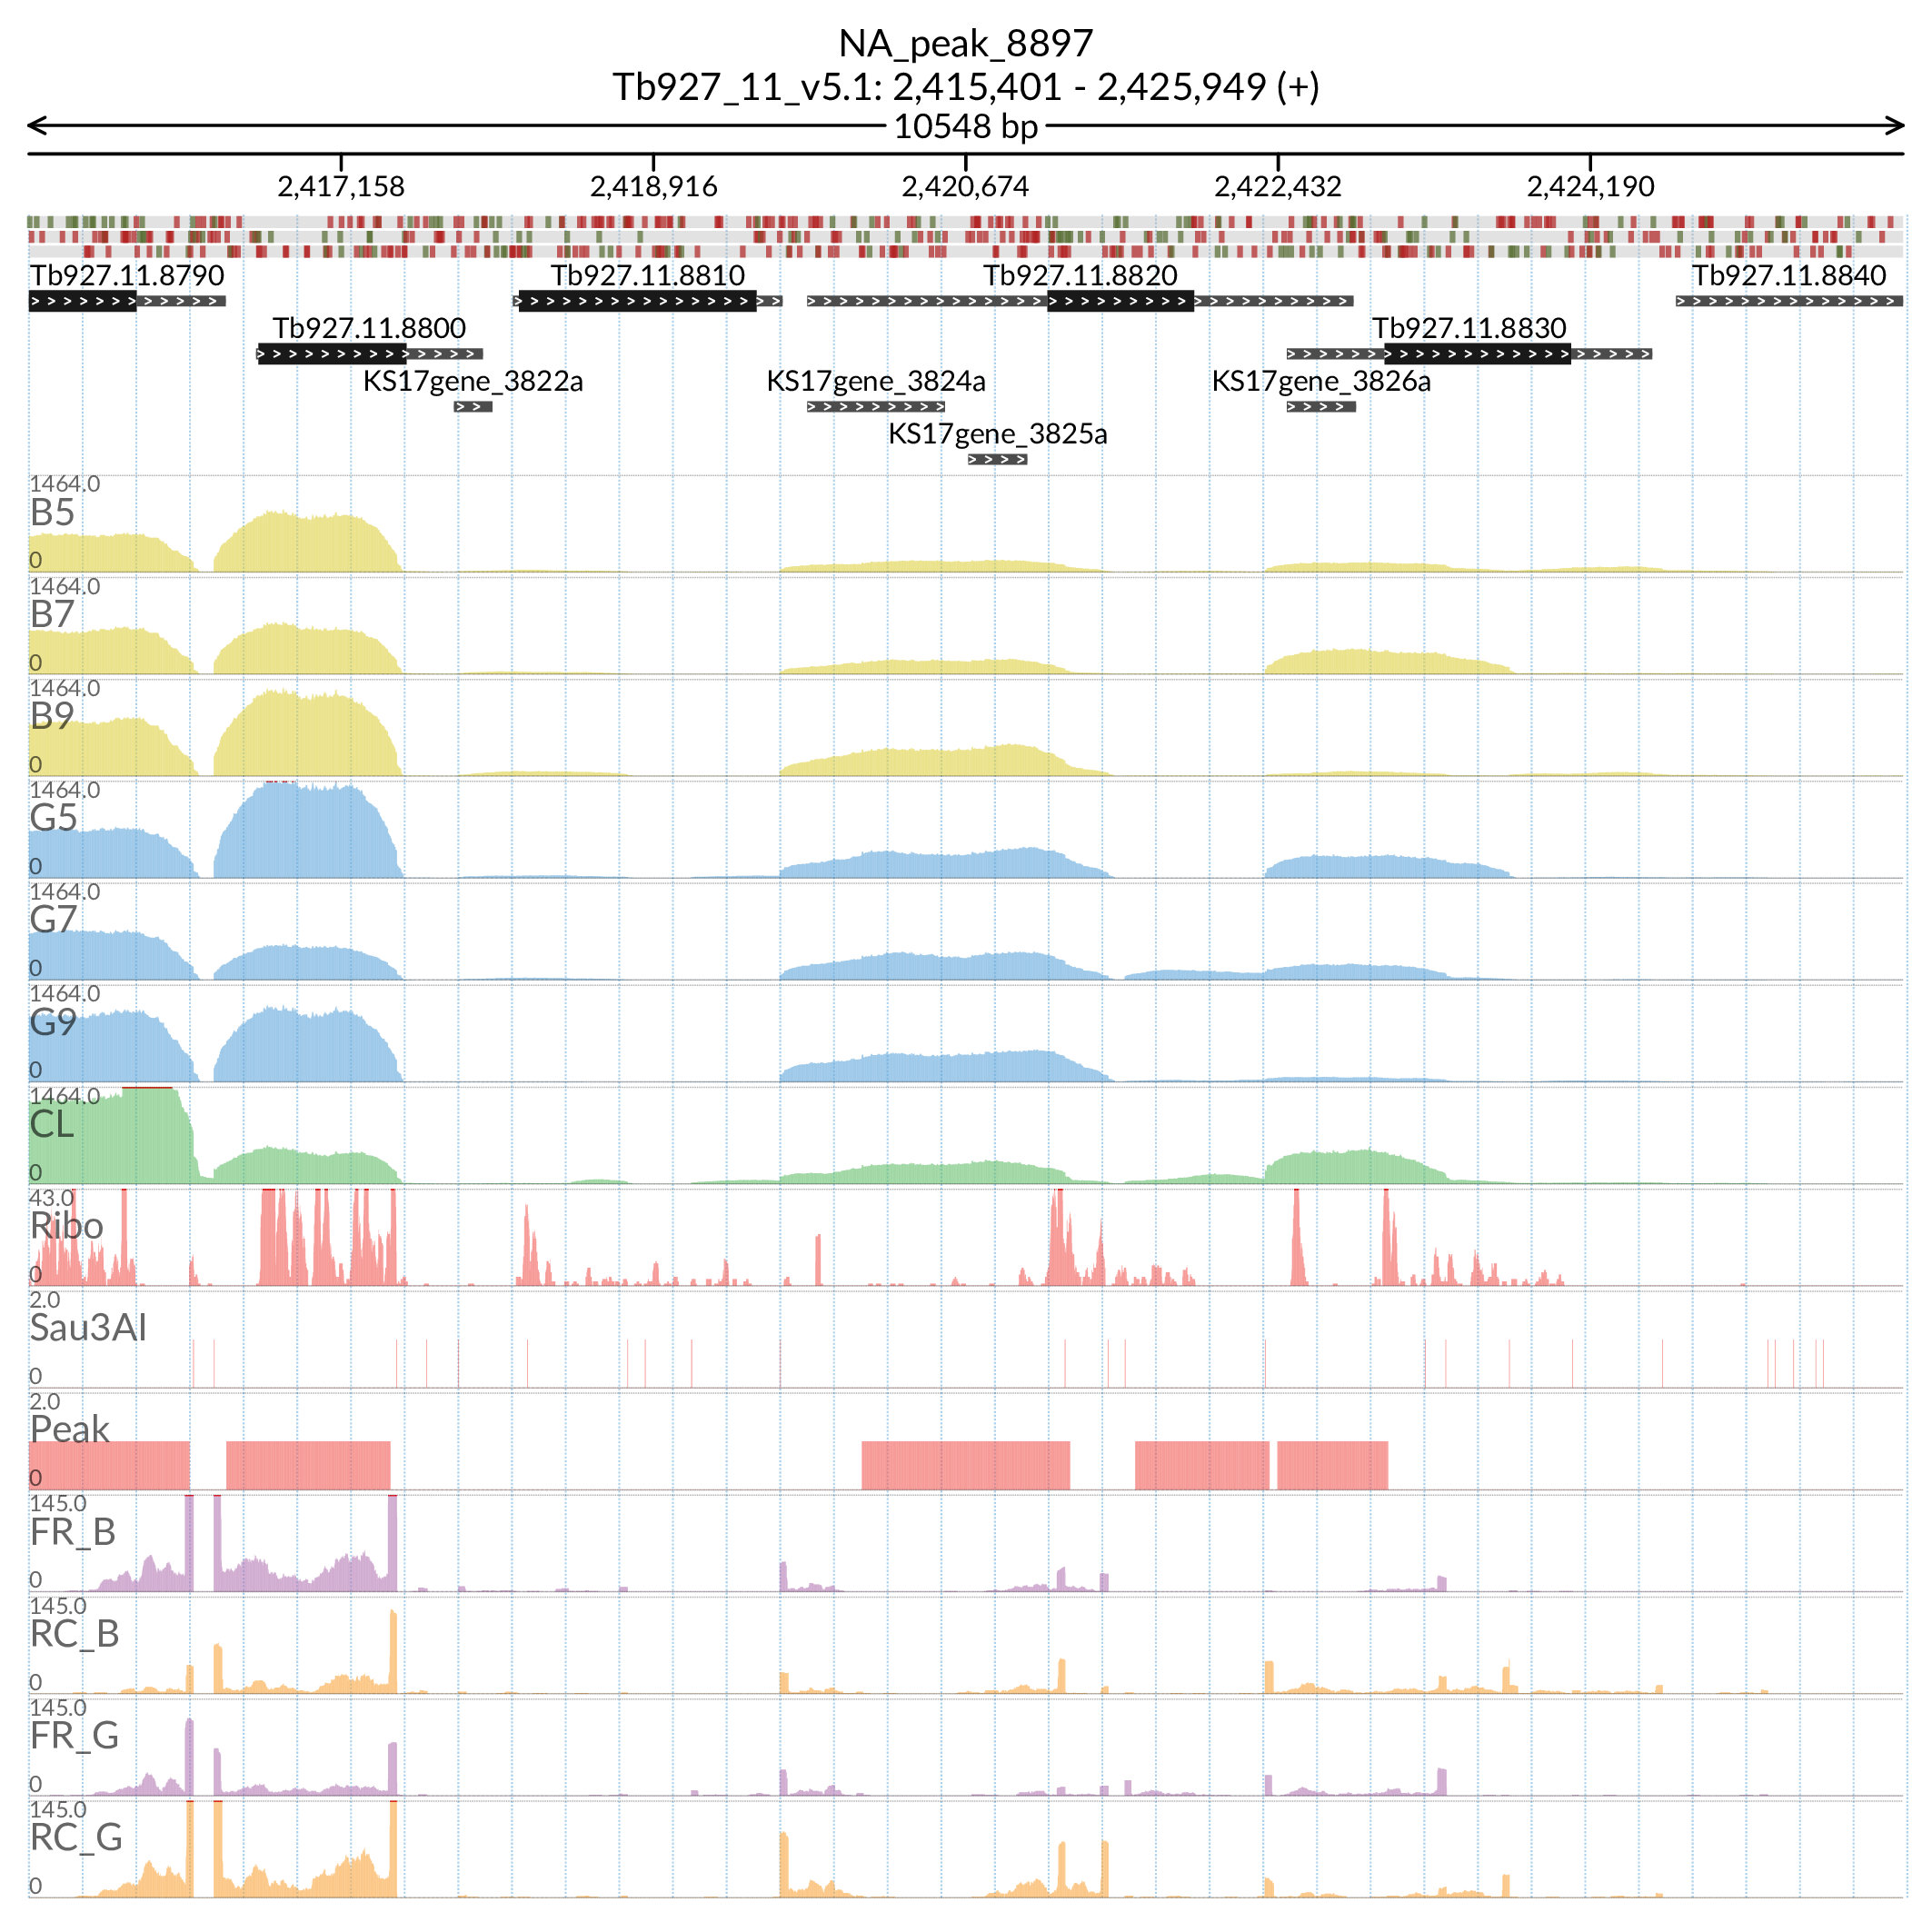 NA_peak_8897
Tb927_11_v5.1: 2,415,401 - 2,425,949 (+)
10548 bp
2,417,158 2,418,916 2,420,674 2,422,432 2,424,190
Tb927.11.8790 Tb927.11.8810 Tb927.11.8820 Tb927.11.8840
Tb927.11.8800 Tb927.11.8830
KS17gene_3822a KS17gene_3824a KS17gene_3826a
KS17gene_3825a
1464.0
B5
0
1464.0
B7
0
1464.0
B9
0
1464.0
G5
0
1464.0
G7
0
1464.0
G9
0
1464.0
CL
0
43.0
Ribo
0
2.0
Sau3AI
0
2.0
Peak
0
145.0
FR_B
0
145.0
RC_B
0
145.0
FR_G
0
145.0
RC_G
0